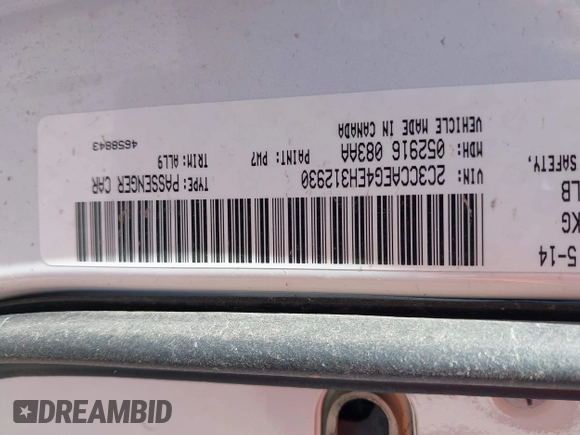 5-14
KG
LB
SAFETY,
VIN: 2C3CCAEG4EH312930 TYPE: PASSENGER CAR
MDH: 052916 083AA PAINT: PW7 TRIM: ALL9
VEHICLE MADE IN CANADA 4658843
DREAMBID